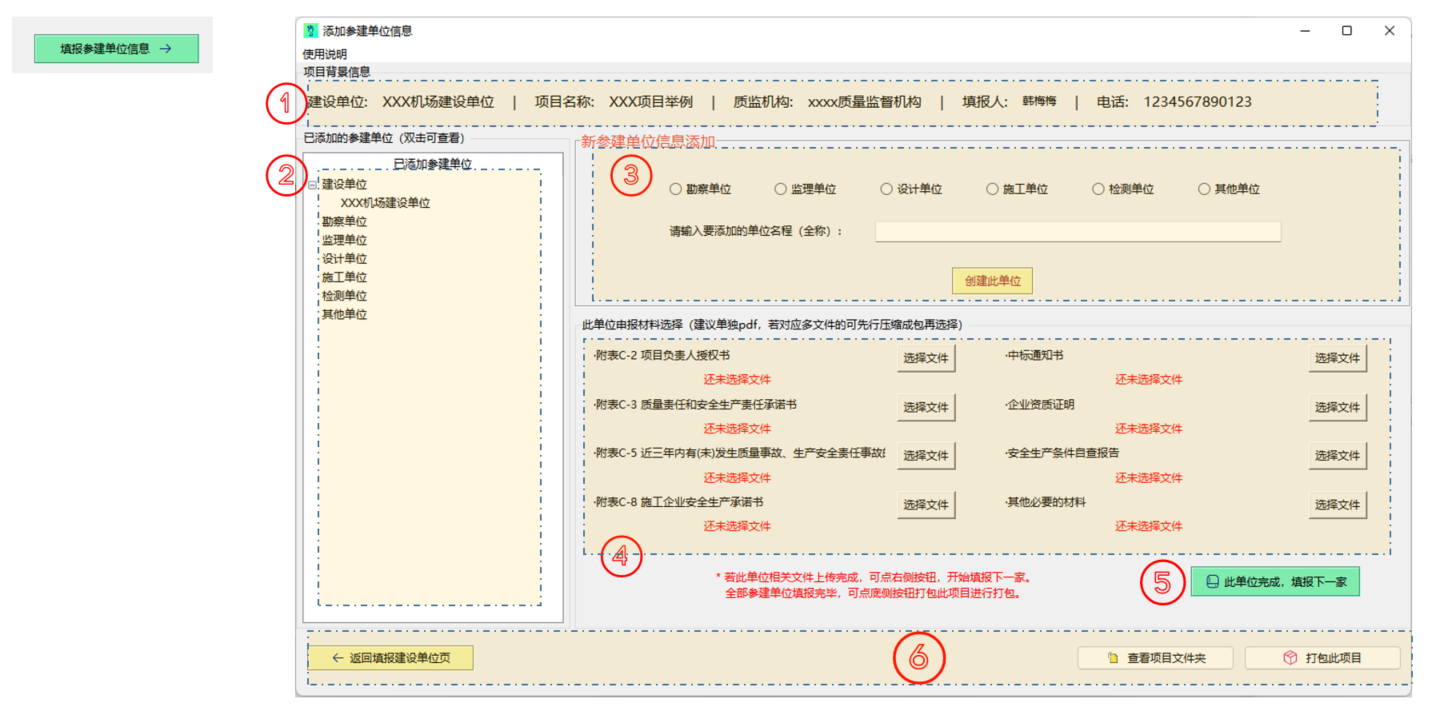 填报参建单位信息 →
添加参建单位信息
使用说明
项目背景信息
① 建设单位: XXX机场建设单位 | 项目名称: XXX项目举例 | 质监机构: xxxx质量监督机构 | 填报人: 韩梅梅 | 电话: 1234567890123
已添加的参建单位（双击可查看）
② 已添加参建单位
建设单位
XXX机场建设单位
勘察单位
监理单位
设计单位
施工单位
检测单位
其他单位
新参建单位信息添加
③
勘察单位 监理单位 设计单位 施工单位 检测单位 其他单位
请输入要添加的单位名程（全称）:
创建此单位
此单位申报材料选择（建议单独pdf，若对应多文件的可先行压缩成包再选择）
·附表C-2 项目负责人授权书 选择文件 ·中标通知书 选择文件
还未选择文件 还未选择文件
·附表C-3 质量责任和安全生产责任承诺书 选择文件 ·企业资质证明 选择文件
还未选择文件 还未选择文件
·附表C-5 近三年内有(未)发生质量事故、生产安全责任事故 选择文件 ·安全生产条件自查报告 选择文件
还未选择文件 还未选择文件
·附表C-8 施工企业安全生产承诺书 选择文件 ·其他必要的材料 选择文件
还未选择文件 还未选择文件
④
* 若此单位相关文件上传完成，可点右侧按钮，开始填报下一家。
全部参建单位填报完毕，可点底侧按钮打包此项目进行打包。
⑤ 此单位完成，填报下一家
← 返回填报建设单位页 ⑥ 查看项目文件夹 打包此项目